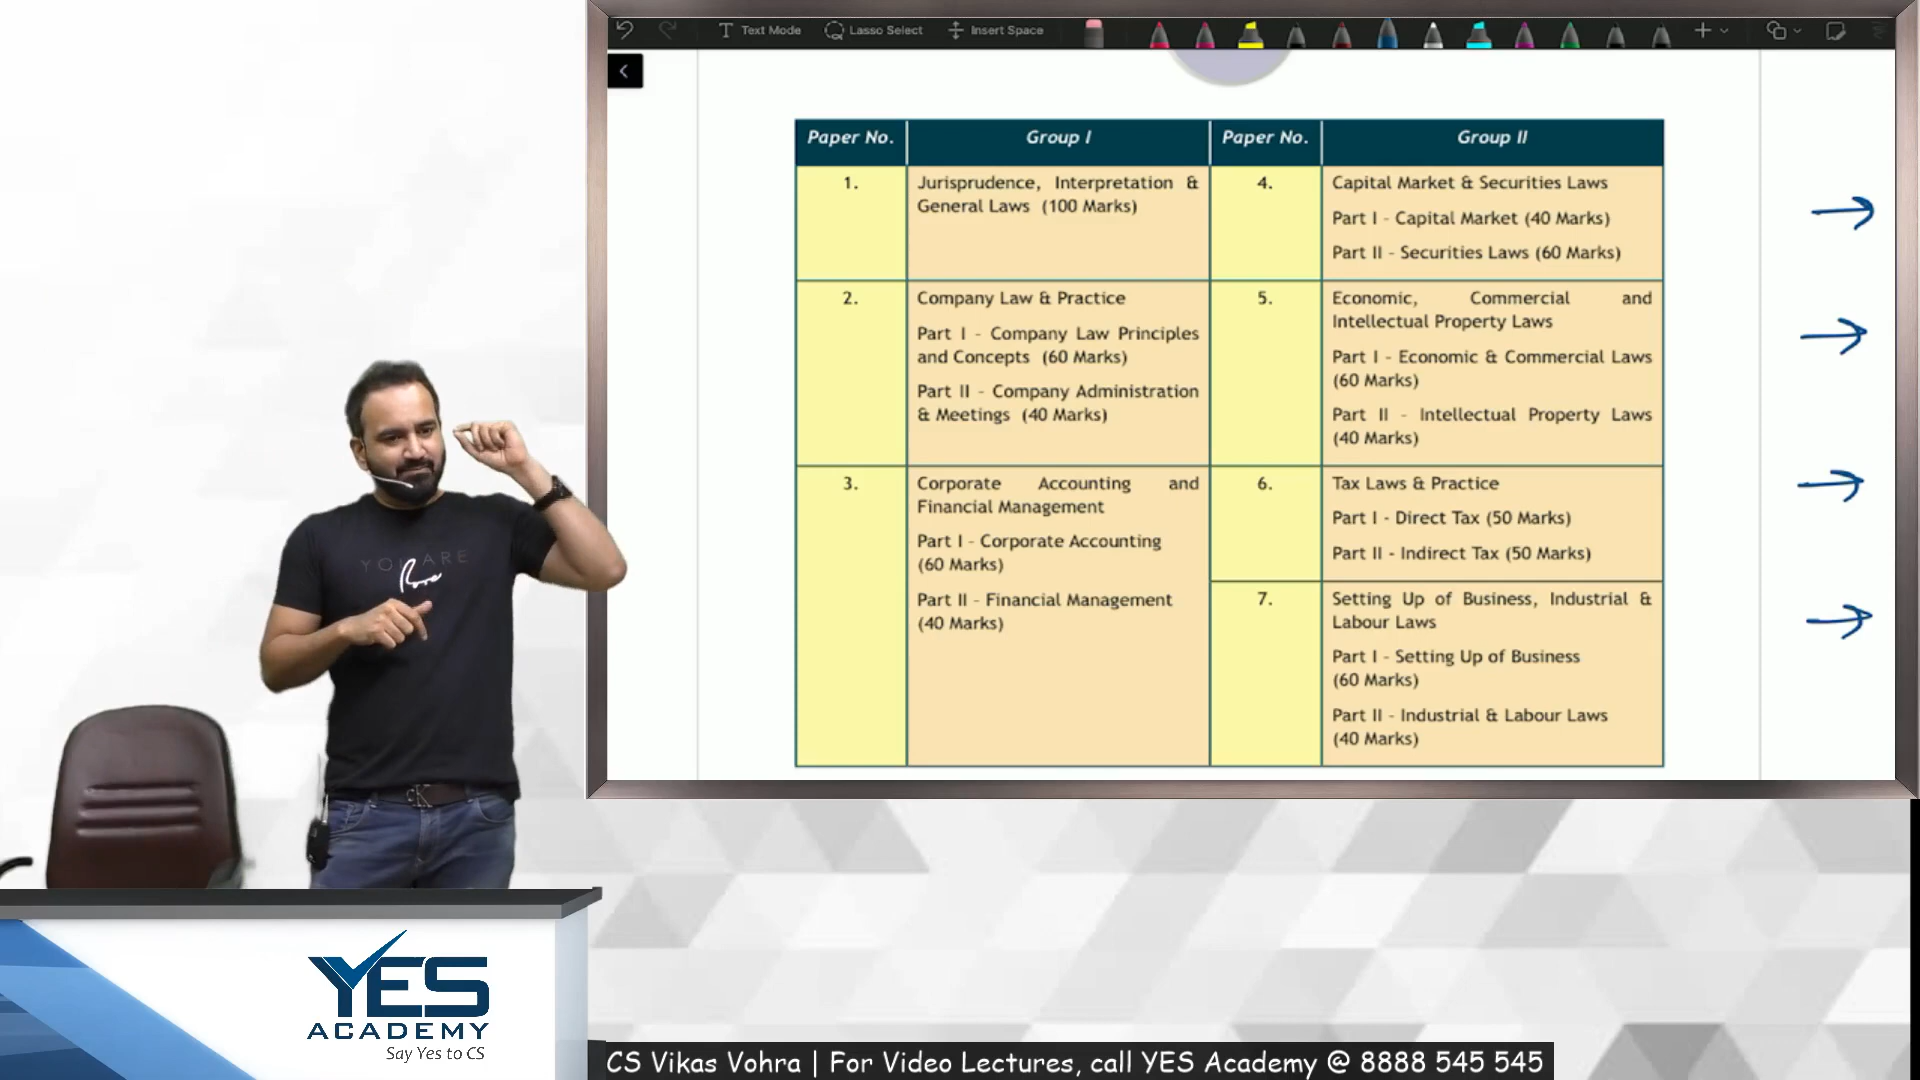 Text Mode
Lasso Select
Insert Space
Paper No.
Group I
Paper No.
Group II
1.
Jurisprudence, Interpretation &
General Laws (100 Marks)
4.
Capital Market & Securities Laws
Part I - Capital Market (40 Marks)
Part II - Securities Laws (60 Marks)
2.
Company Law & Practice
Part I - Company Law Principles
and Concepts (60 Marks)
Part II - Company Administration
& Meetings (40 Marks)
5.
Economic, Commercial and
Intellectual Property Laws
Part I - Economic & Commercial Laws
(60 Marks)
Part II - Intellectual Property Laws
(40 Marks)
3.
Corporate Accounting and
Financial Management
Part I - Corporate Accounting
(60 Marks)
Part II - Financial Management
(40 Marks)
6.
Tax Laws & Practice
Part I - Direct Tax (50 Marks)
Part II - Indirect Tax (50 Marks)
7.
Setting Up of Business, Industrial &
Labour Laws
Part I - Setting Up of Business
(60 Marks)
Part II - Industrial & Labour Laws
(40 Marks)
YES
ACADEMY
Say Yes to CS
CS Vikas Vohra | For Video Lectures, call YES Academy @ 8888 545 545